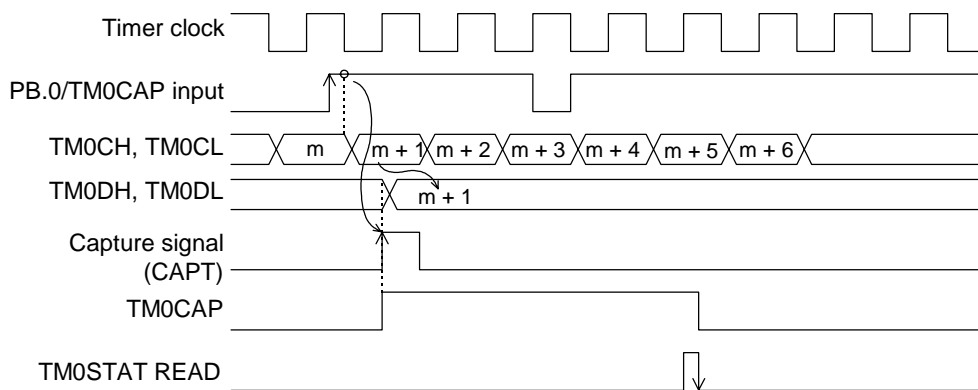 Timer clock
PB.0/TM0CAP input
TM0CH, TM0CL
m
m + 1
m + 2
m + 3
m + 4
m + 5
m + 6
TM0DH, TM0DL
m + 1
Capture signal
(CAPT)
TM0CAP
TM0STAT READ